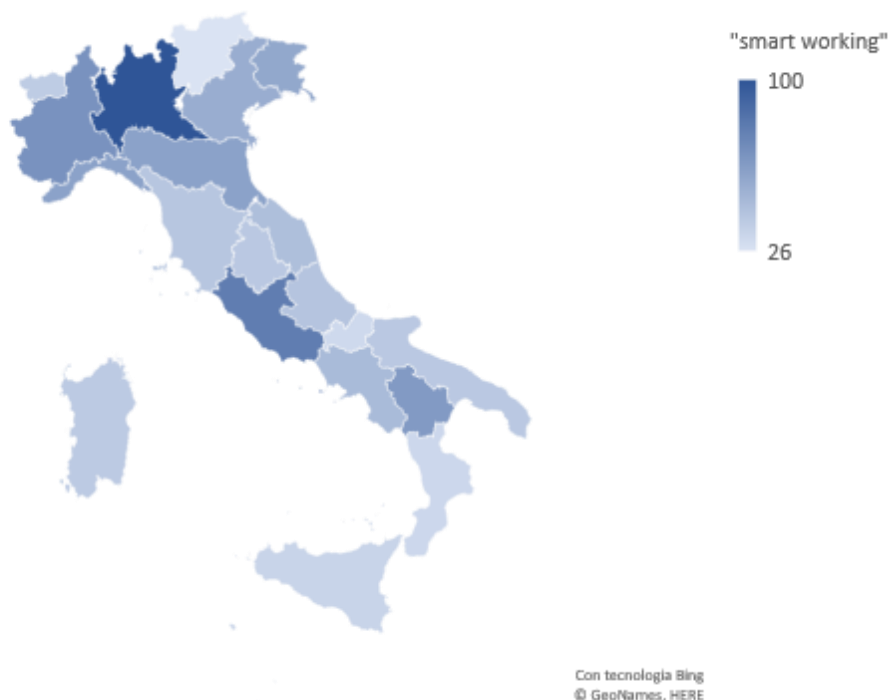 "smart working"
100
26
Con tecnologia Bing
© GeoNames, HERE